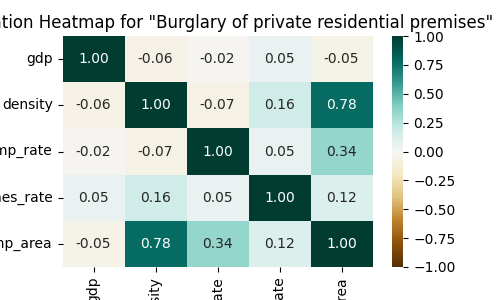 ation Heatmap for "Burglary of private residential premises"
gdp 1.00 -0.06 -0.02 0.05 -0.05
density -0.06 1.00 -0.07 0.16 0.78
mp_rate -0.02 -0.07 1.00 0.05 0.34
nes_rate 0.05 0.16 0.05 1.00 0.12
mp_area -0.05 0.78 0.34 0.12 1.00
gdp sity ate ate rea
1.00
0.75
0.50
0.25
0.00
−0.25
−0.50
−0.75
−1.00